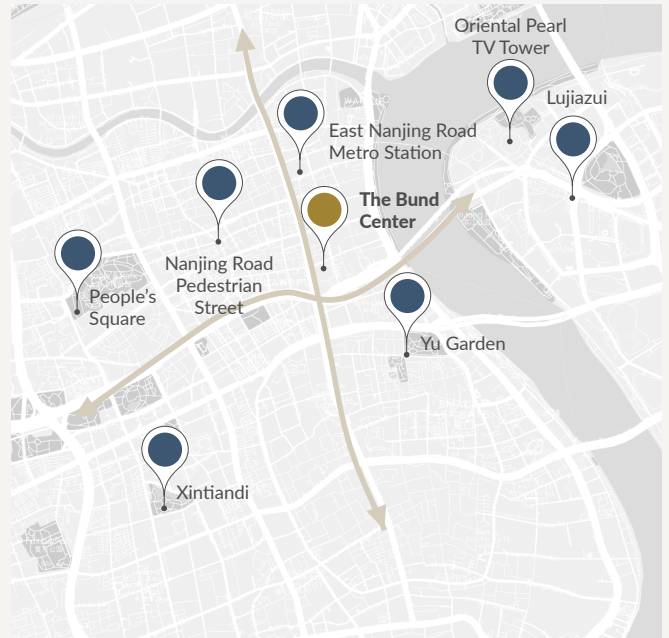 Oriental Pearl
TV Tower
Lujiazui
East Nanjing Road
Metro Station
The Bund
Center
Nanjing Road
Pedestrian
Street
People's
Square
Yu Garden
Xintiandi